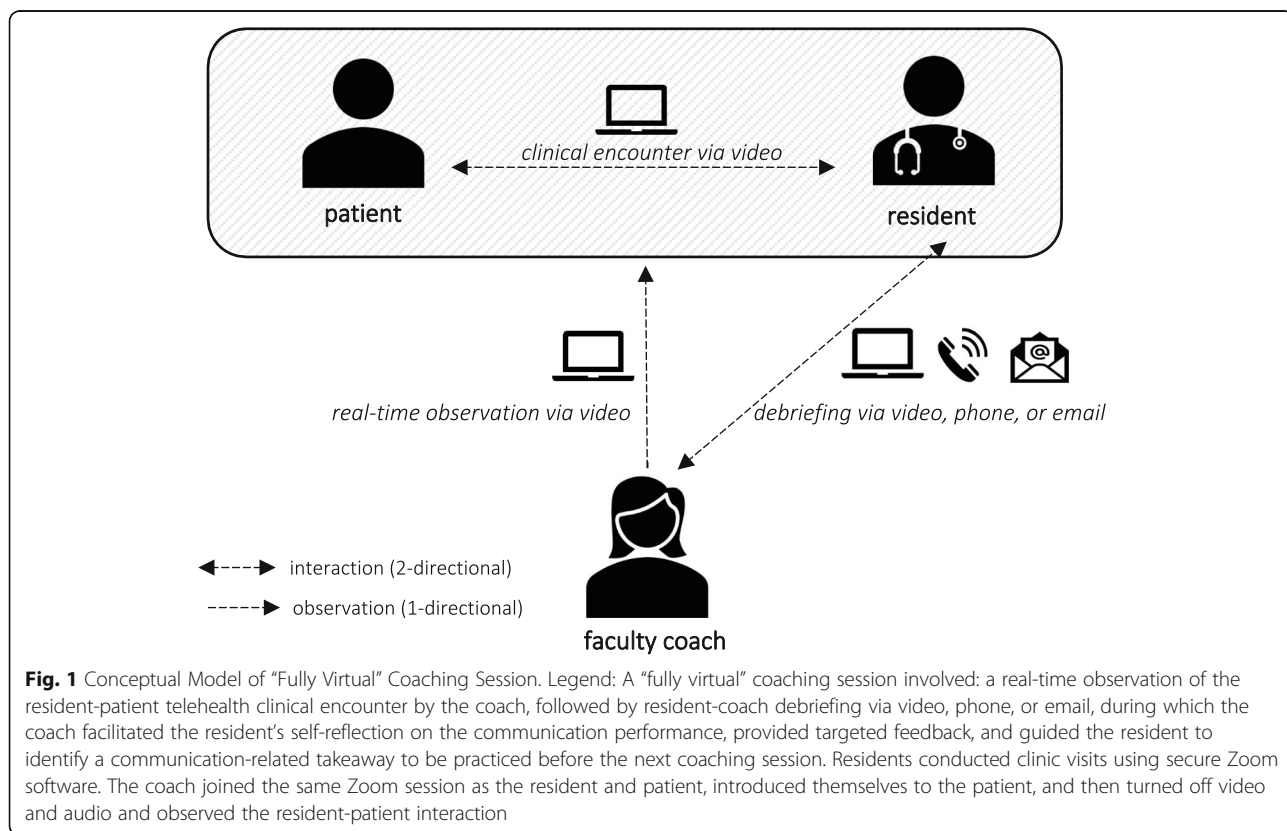 clinical encounter via video
patient
resident
@
real-time observation via video
debriefing via video, phone, or email
interaction (2-directional)
observation (1-directional)
faculty coach
Fig. 1 Conceptual Model of “Fully Virtual” Coaching Session. Legend: A “fully virtual” coaching session involved: a real-time observation of the
resident-patient telehealth clinical encounter by the coach, followed by resident-coach debriefing via video, phone, or email, during which the
coach facilitated the resident’s self-reflection on the communication performance, provided targeted feedback, and guided the resident to
identify a communication-related takeaway to be practiced before the next coaching session. Residents conducted clinic visits using secure Zoom
software. The coach joined the same Zoom session as the resident and patient, introduced themselves to the patient, and then turned off video
and audio and observed the resident-patient interaction